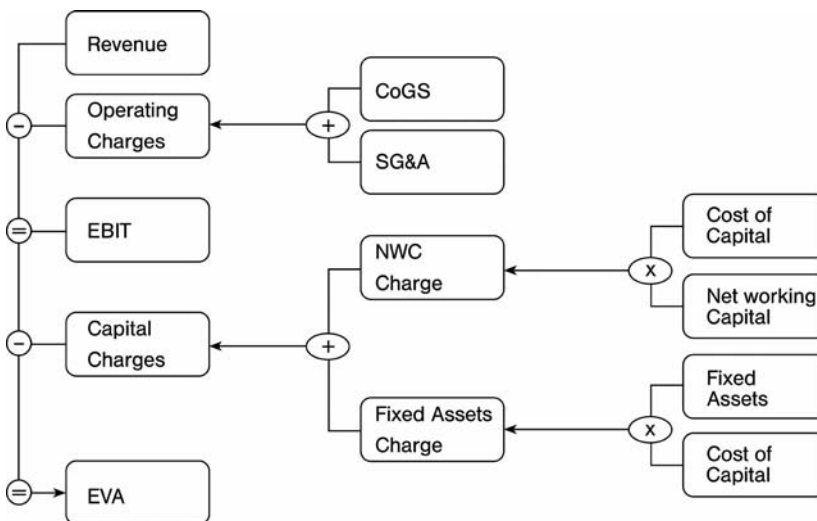 Revenue
-
Operating
Charges
+
CoGS
SG&A
=
EBIT
NWC
Charge
x
Cost of
Capital
Net working
Capital
-
Capital
Charges
+
Fixed Assets
Charge
x
Fixed
Assets
Cost of
Capital
=
EVA